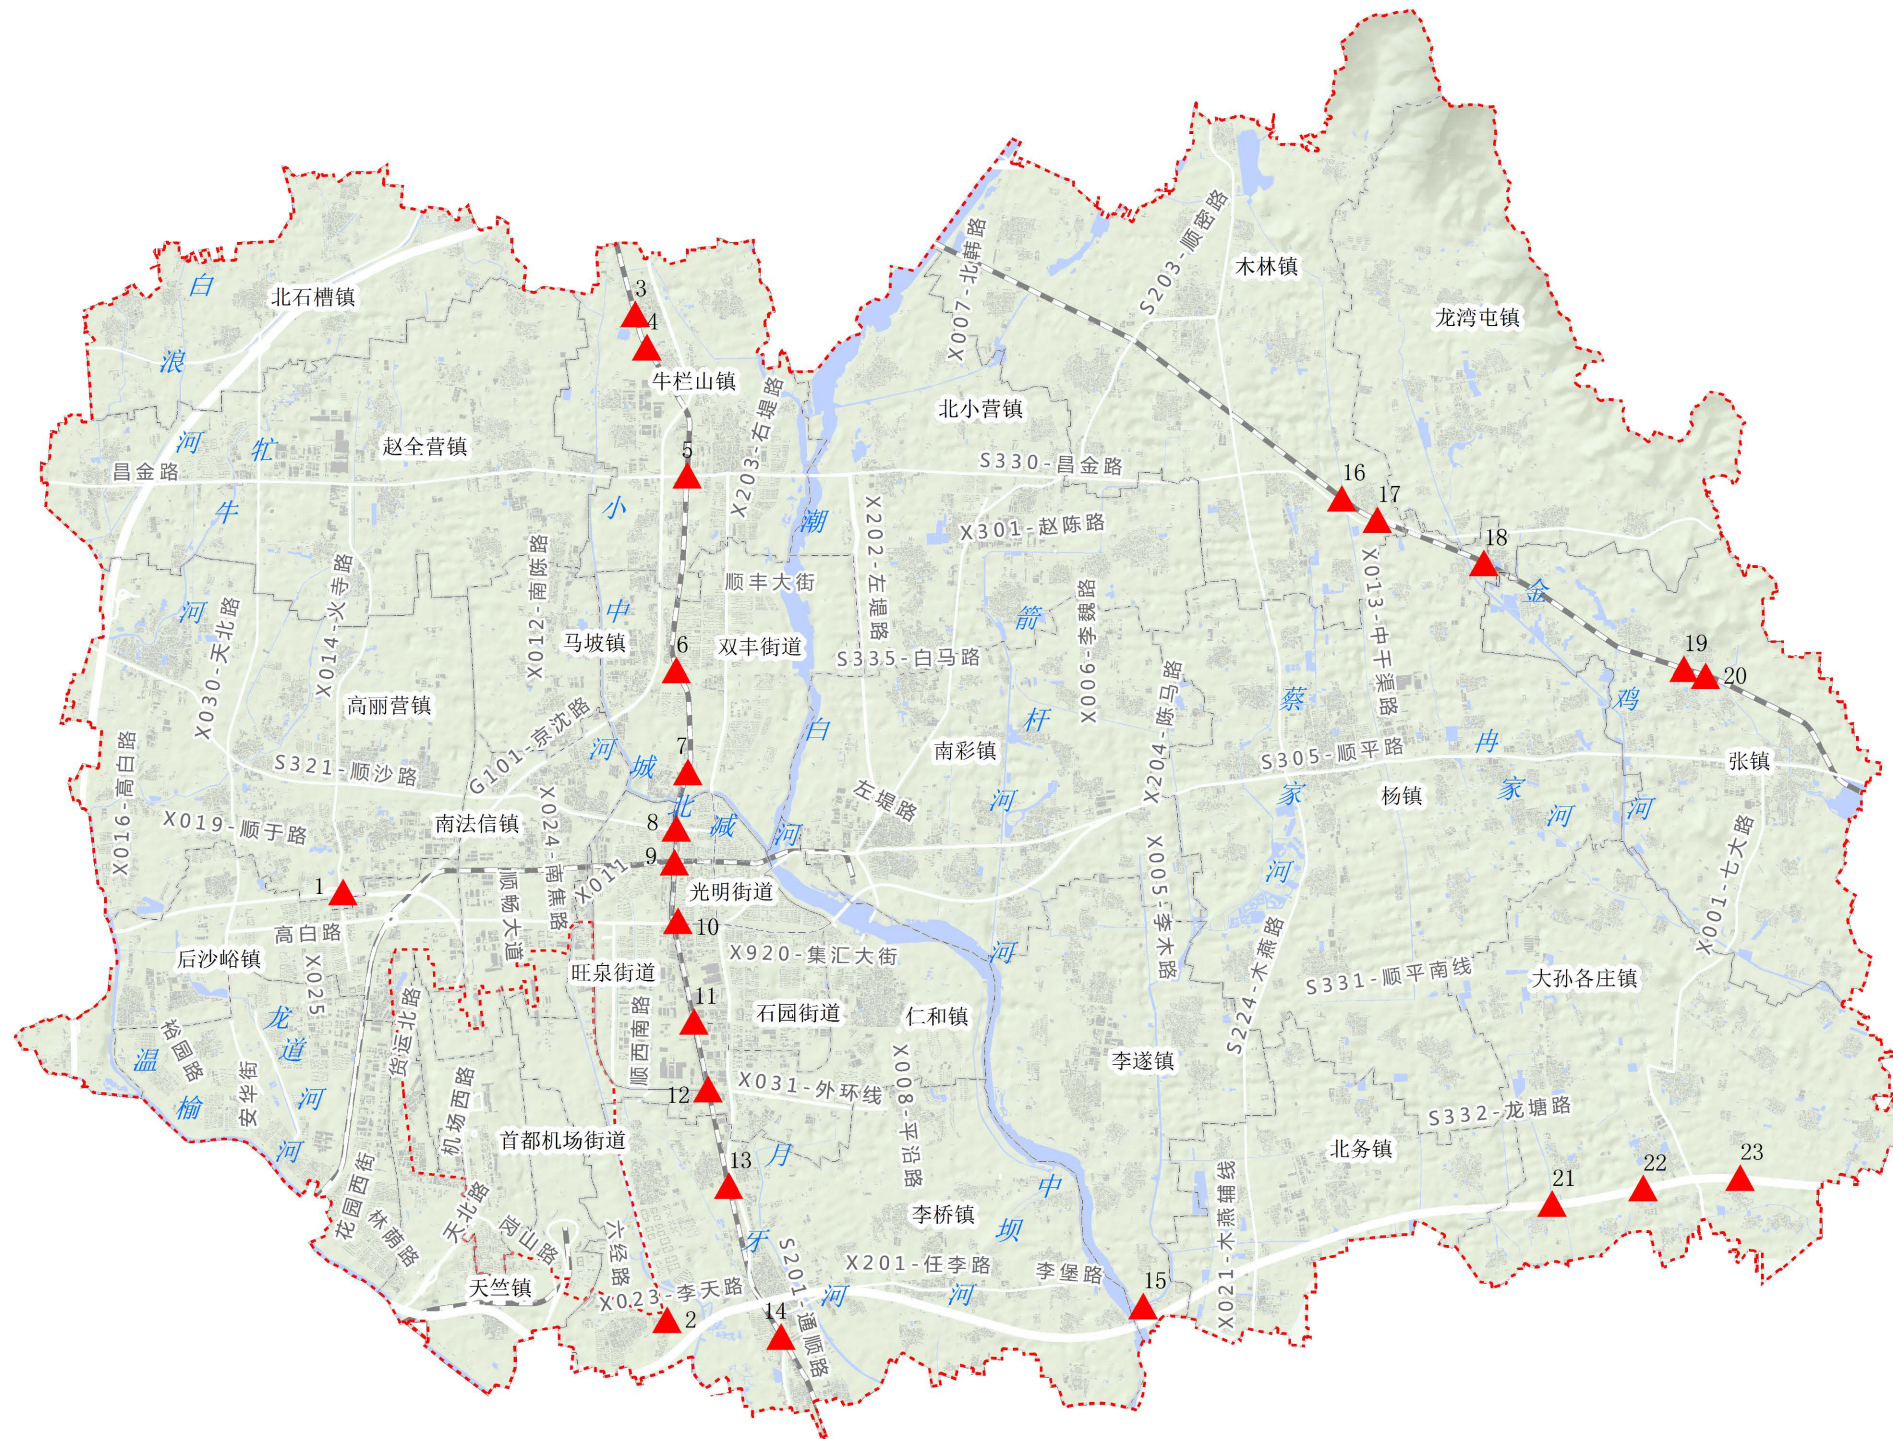 白
浪
河
北石槽镇
牤
牛
河
赵全营镇
昌金路
3
4
牛栏山镇
5
X203-右堤路
X007-北韩路
S203-顺密路
木林镇
龙湾屯镇
北小营镇
S330-昌金路
X301-赵陈路
X202-左堤路
潮
白
河
小
中
河
X012-南陈路
X014-火寺路
X030-天北路
顺丰大街
马坡镇
双丰街道
6
S335-白马路
X006-李魏路
箭
杆
河
16
17
18
X013-中干渠路
金
鸡
河
19
20
高丽营镇
G101-京沈路
S321-顺沙路
X016-高白路
X019-顺于路
南法信镇
X024-南焦路
X011
7
城
北
减
河
8
9
左堤路
南彩镇
X204-陈马路
S305-顺平路
蔡
家
河
杨镇
冉
家
河
张镇
1
高白路
X025
顺畅大道
光明街道
10
X920-集汇大街
旺泉街道
后沙峪镇
河
X005-李木路
S224-木燕路
S331-顺平南线
大孙各庄镇
X001-七大路
龙
道
河
温
榆
河
裕园路
安华街
货运北路
机场西路
顺西南路
11
石园街道
仁和镇
李遂镇
12
X031-外环线
X008-平沿路
S332-龙塘路
北务镇
首都机场街道
花园西街
林荫路
天北路
岗山路
天竺镇
六经路
X023-李天路
2
13
月
牙
河
S201-通顺路
14
李桥镇
X201-任李路
李堡路
中
坝
河
15
X021-木燕辅线
21
22
23